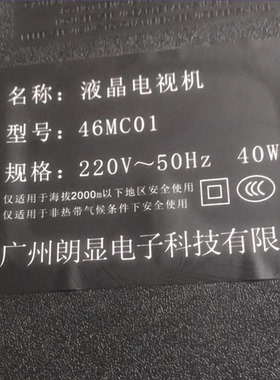 名称：液晶电视机
型号：46MC01
规格：220V～50Hz 40W
仅适用于海拔2000m以下地区安全使用
仅适用于非热带气候条件下安全使用
广州朗显电子科技有限